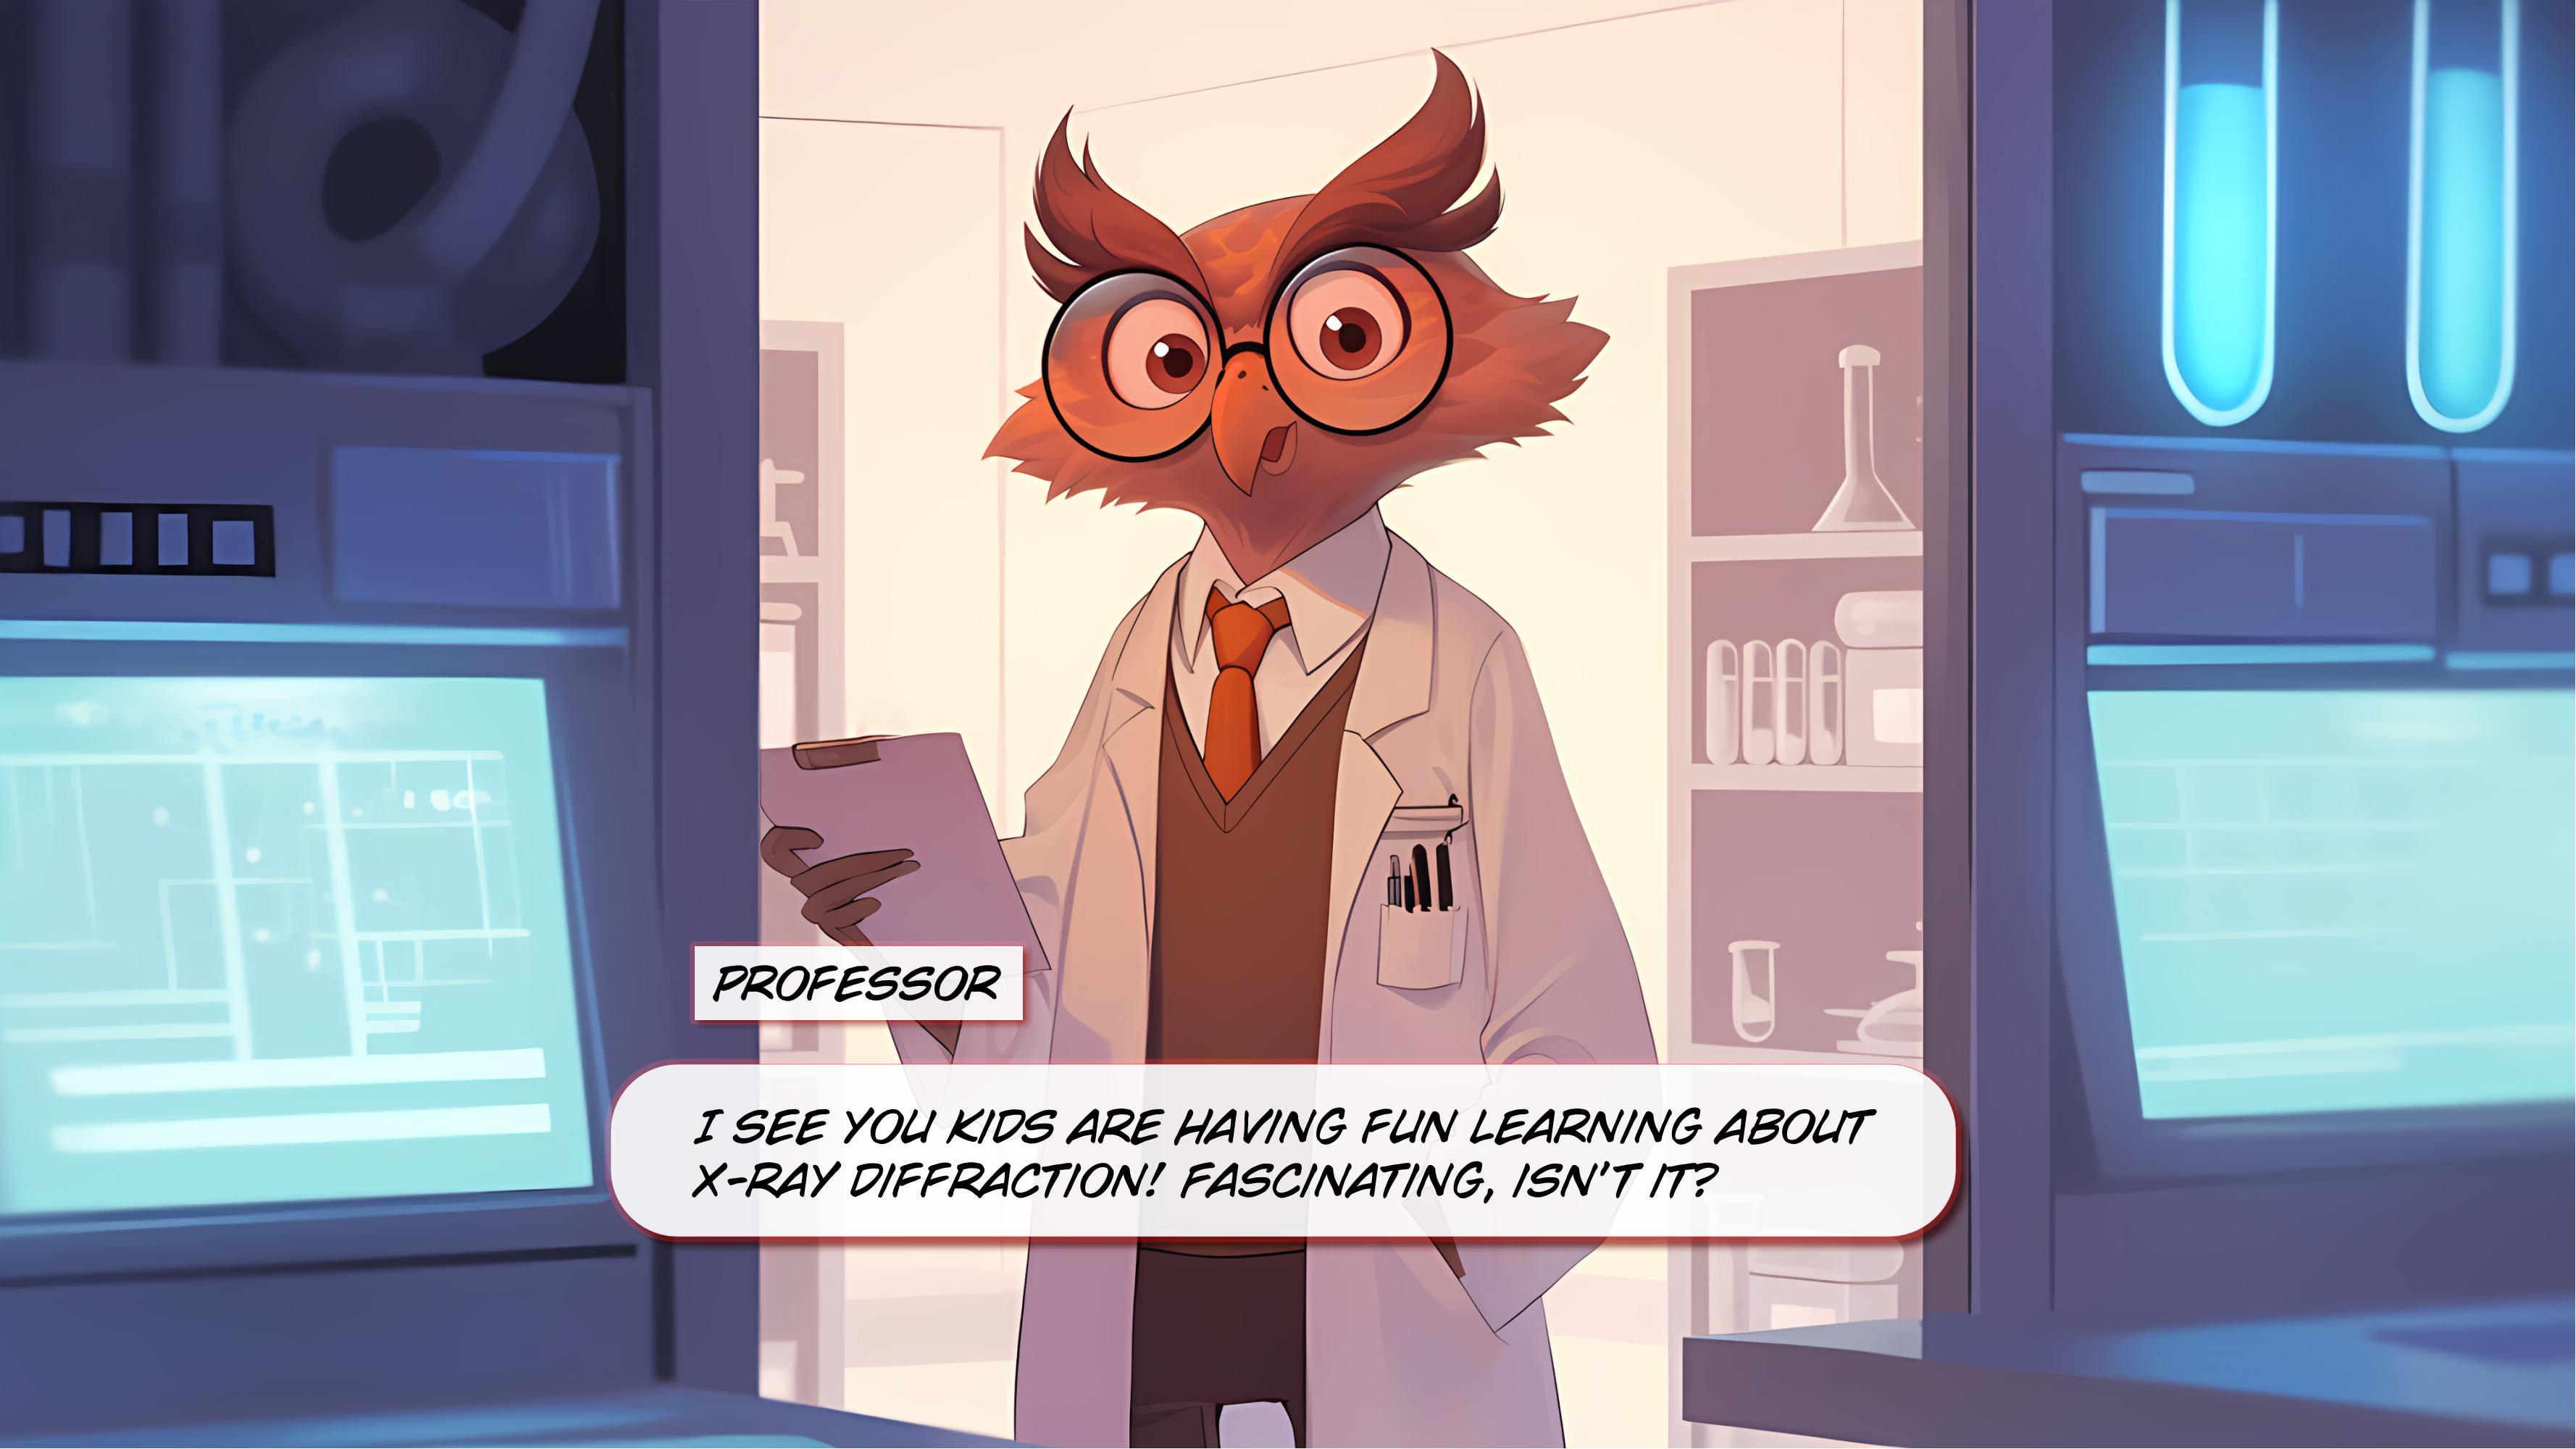 PROFESSOR
I SEE YOU KIDS ARE HAVING FUN LEARNING ABOUT
X-RAY DIFFRACTION! FASCINATING, ISN'T IT?